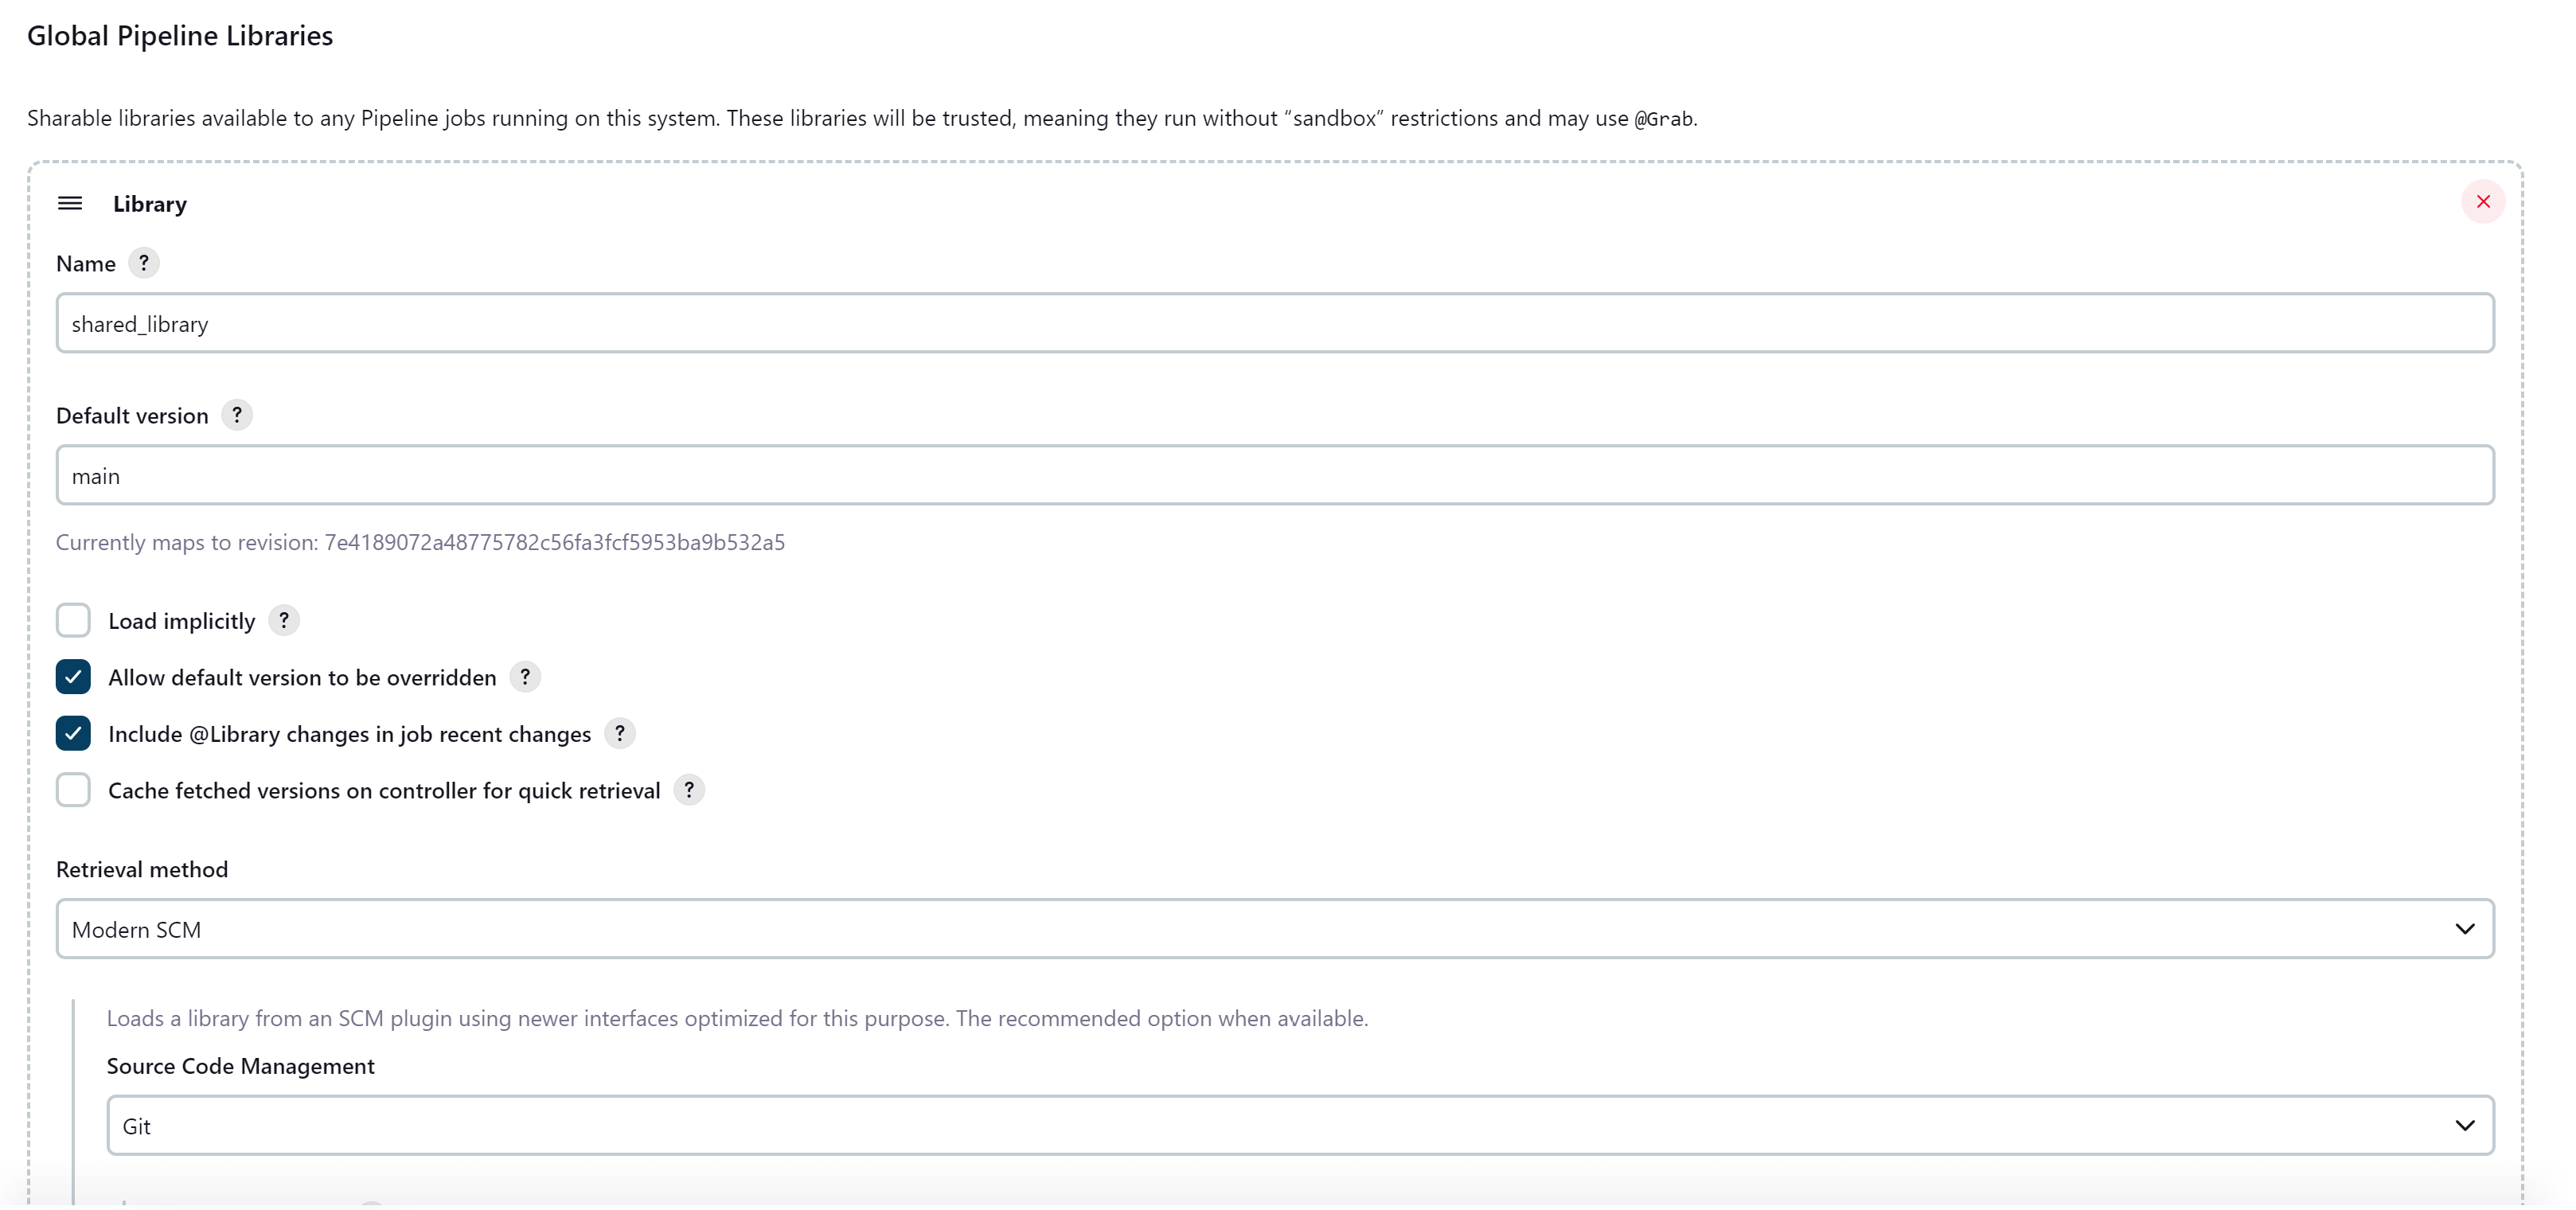 Global Pipeline Libraries
Sharable libraries available to any Pipeline jobs running on this system. These libraries will be trusted, meaning they run without “sandbox” restrictions and may use @Grab.
Library
Name ?
shared_library
Default version ?
main
Currently maps to revision: 7e4189072a48775782c56fa3fcf5953ba9b532a5
Load implicitly ?
Allow default version to be overridden ?
Include @Library changes in job recent changes ?
Cache fetched versions on controller for quick retrieval ?
Retrieval method
Modern SCM
Loads a library from an SCM plugin using newer interfaces optimized for this purpose. The recommended option when available.
Source Code Management
Git